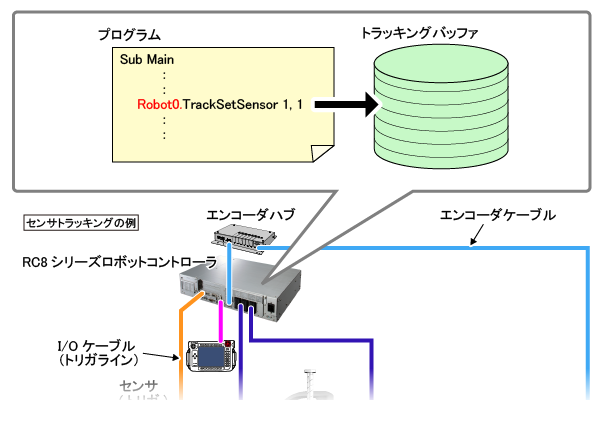 プログラム
トラッキングバッファ
Sub Main
:
:
Robot0.TrackSetSensor 1, 1
:
:
センサトラッキングの例
エンコーダハブ
エンコーダケーブル
RC8 シリーズロボットコントローラ
I/O ケーブル
（トリガライン）
センサ
（トリガ）